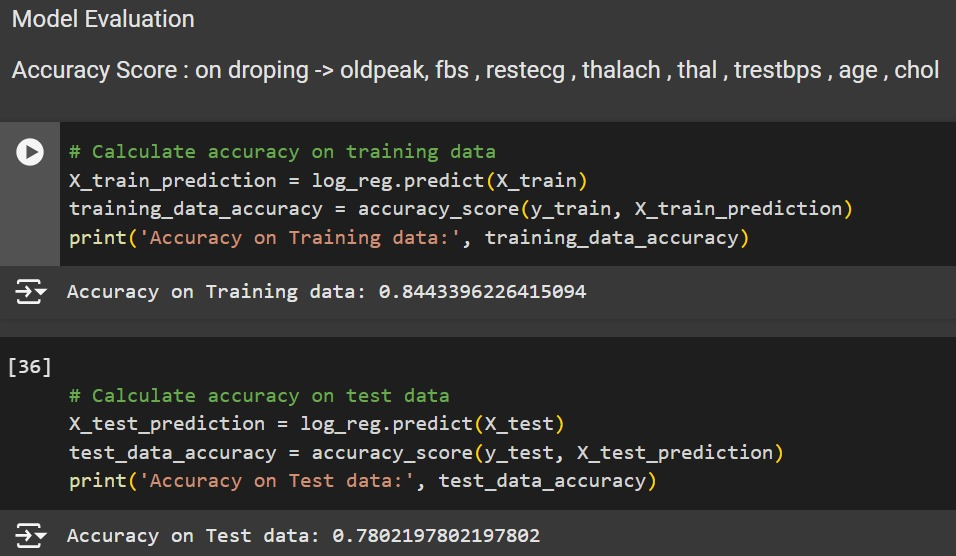 Model Evaluation
Accuracy Score : on droping -> oldpeak, fbs , restecg , thalach , thal , trestbps , age , chol
# Calculate accuracy on training data
X_train_prediction = log_reg.predict(X_train)
training_data_accuracy = accuracy_score(y_train, X_train_prediction)
print('Accuracy on Training data:', training_data_accuracy)
Accuracy on Training data: 0.8443396226415094
[36]
# Calculate accuracy on test data
X_test_prediction = log_reg.predict(X_test)
test_data_accuracy = accuracy_score(y_test, X_test_prediction)
print('Accuracy on Test data:', test_data_accuracy)
Accuracy on Test data: 0.7802197802197802